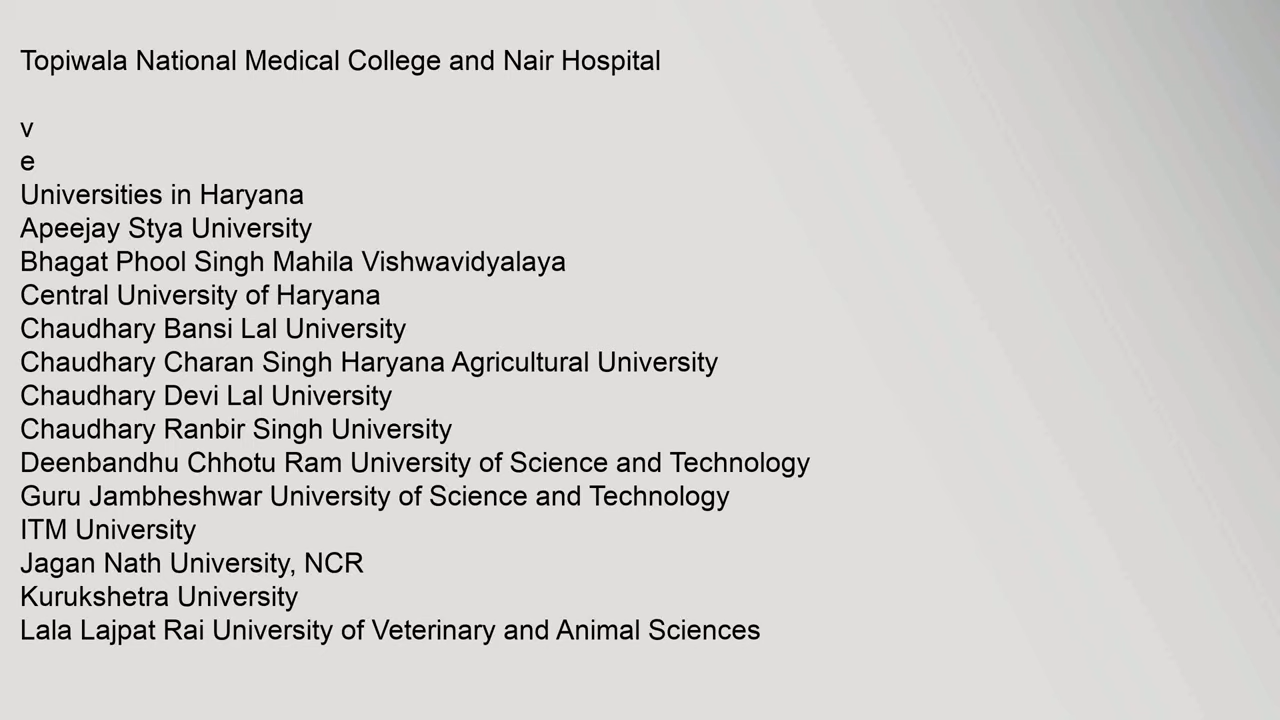 Topiwala National Medical College and Nair Hospital
v
e
Universities in Haryana
Apeejay Stya University
Bhagat Phool Singh Mahila Vishwavidyalaya
Central University of Haryana
Chaudhary Bansi Lal University
Chaudhary Charan Singh Haryana Agricultural University
Chaudhary Devi Lal University
Chaudhary Ranbir Singh University
Deenbandhu Chhotu Ram University of Science and Technology
Guru Jambheshwar University of Science and Technology
ITM University
Jagan Nath University, NCR
Kurukshetra University
Lala Lajpat Rai University of Veterinary and Animal Sciences